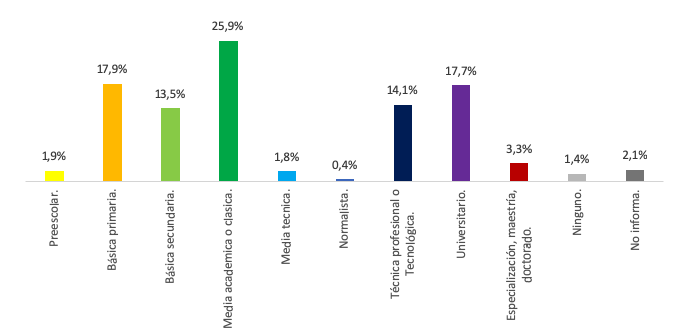 1,9%
17,9%
13,5%
25,9%
1,8%
0,4%
14,1%
17,7%
3,3%
1,4%
2,1%
Preescolar.
Básica primaria.
Básica secundaria.
Media academica o clasica.
Media tecnica.
Normalista.
Técnica profesional o
Tecnológica.
Universitario.
Especialización, maestría,
doctorado.
Ninguno.
No informa.